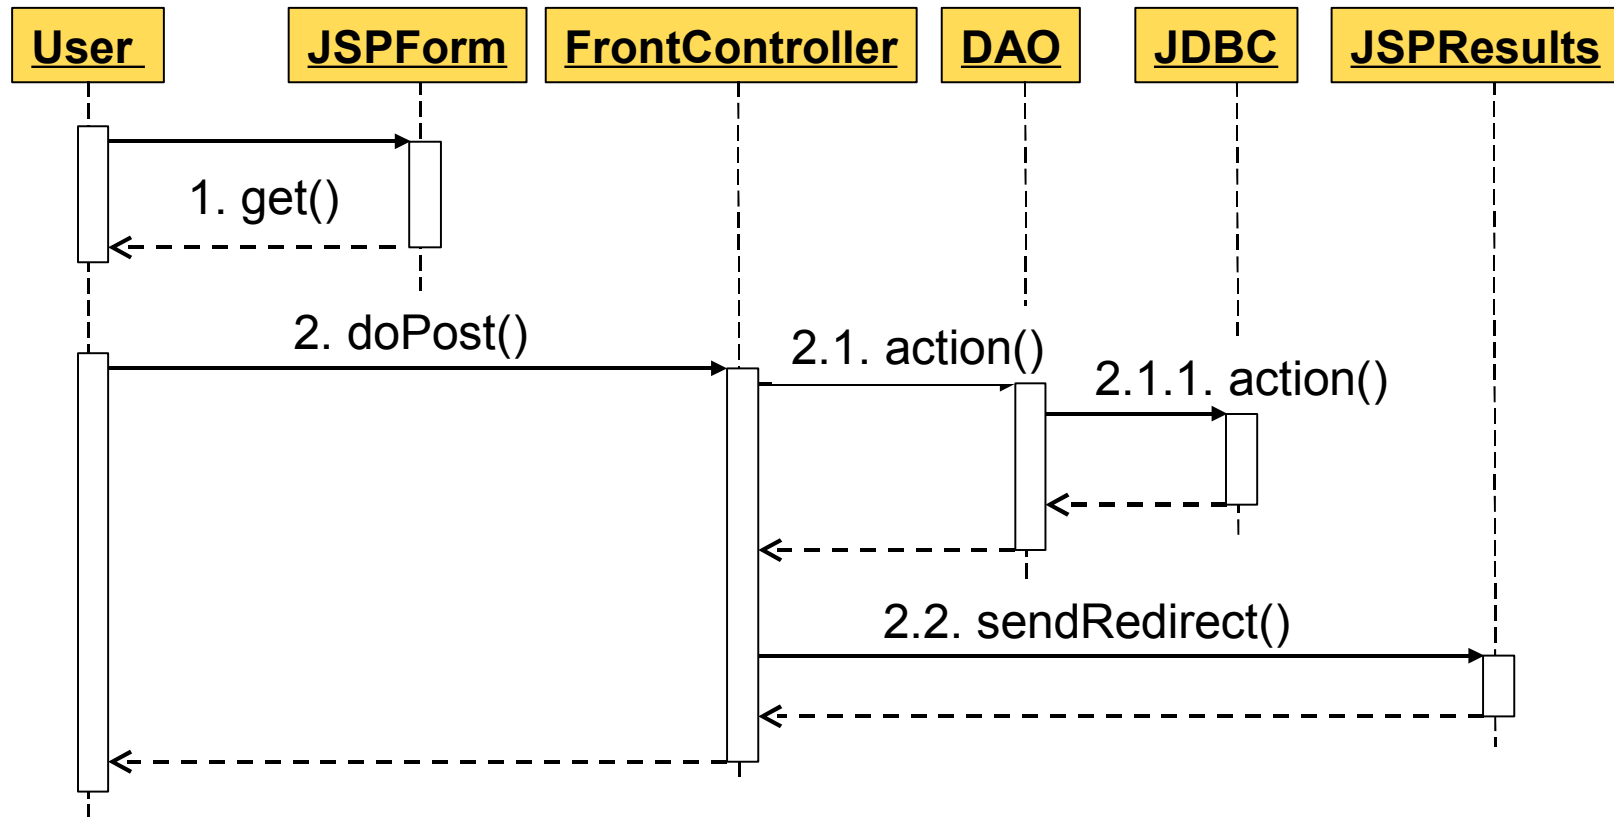 User
JSPForm
FrontController
DAO
JDBC
JSPResults
1. get()
2. doPost()
2.1. action()
2.1.1. action()
2.2. sendRedirect()